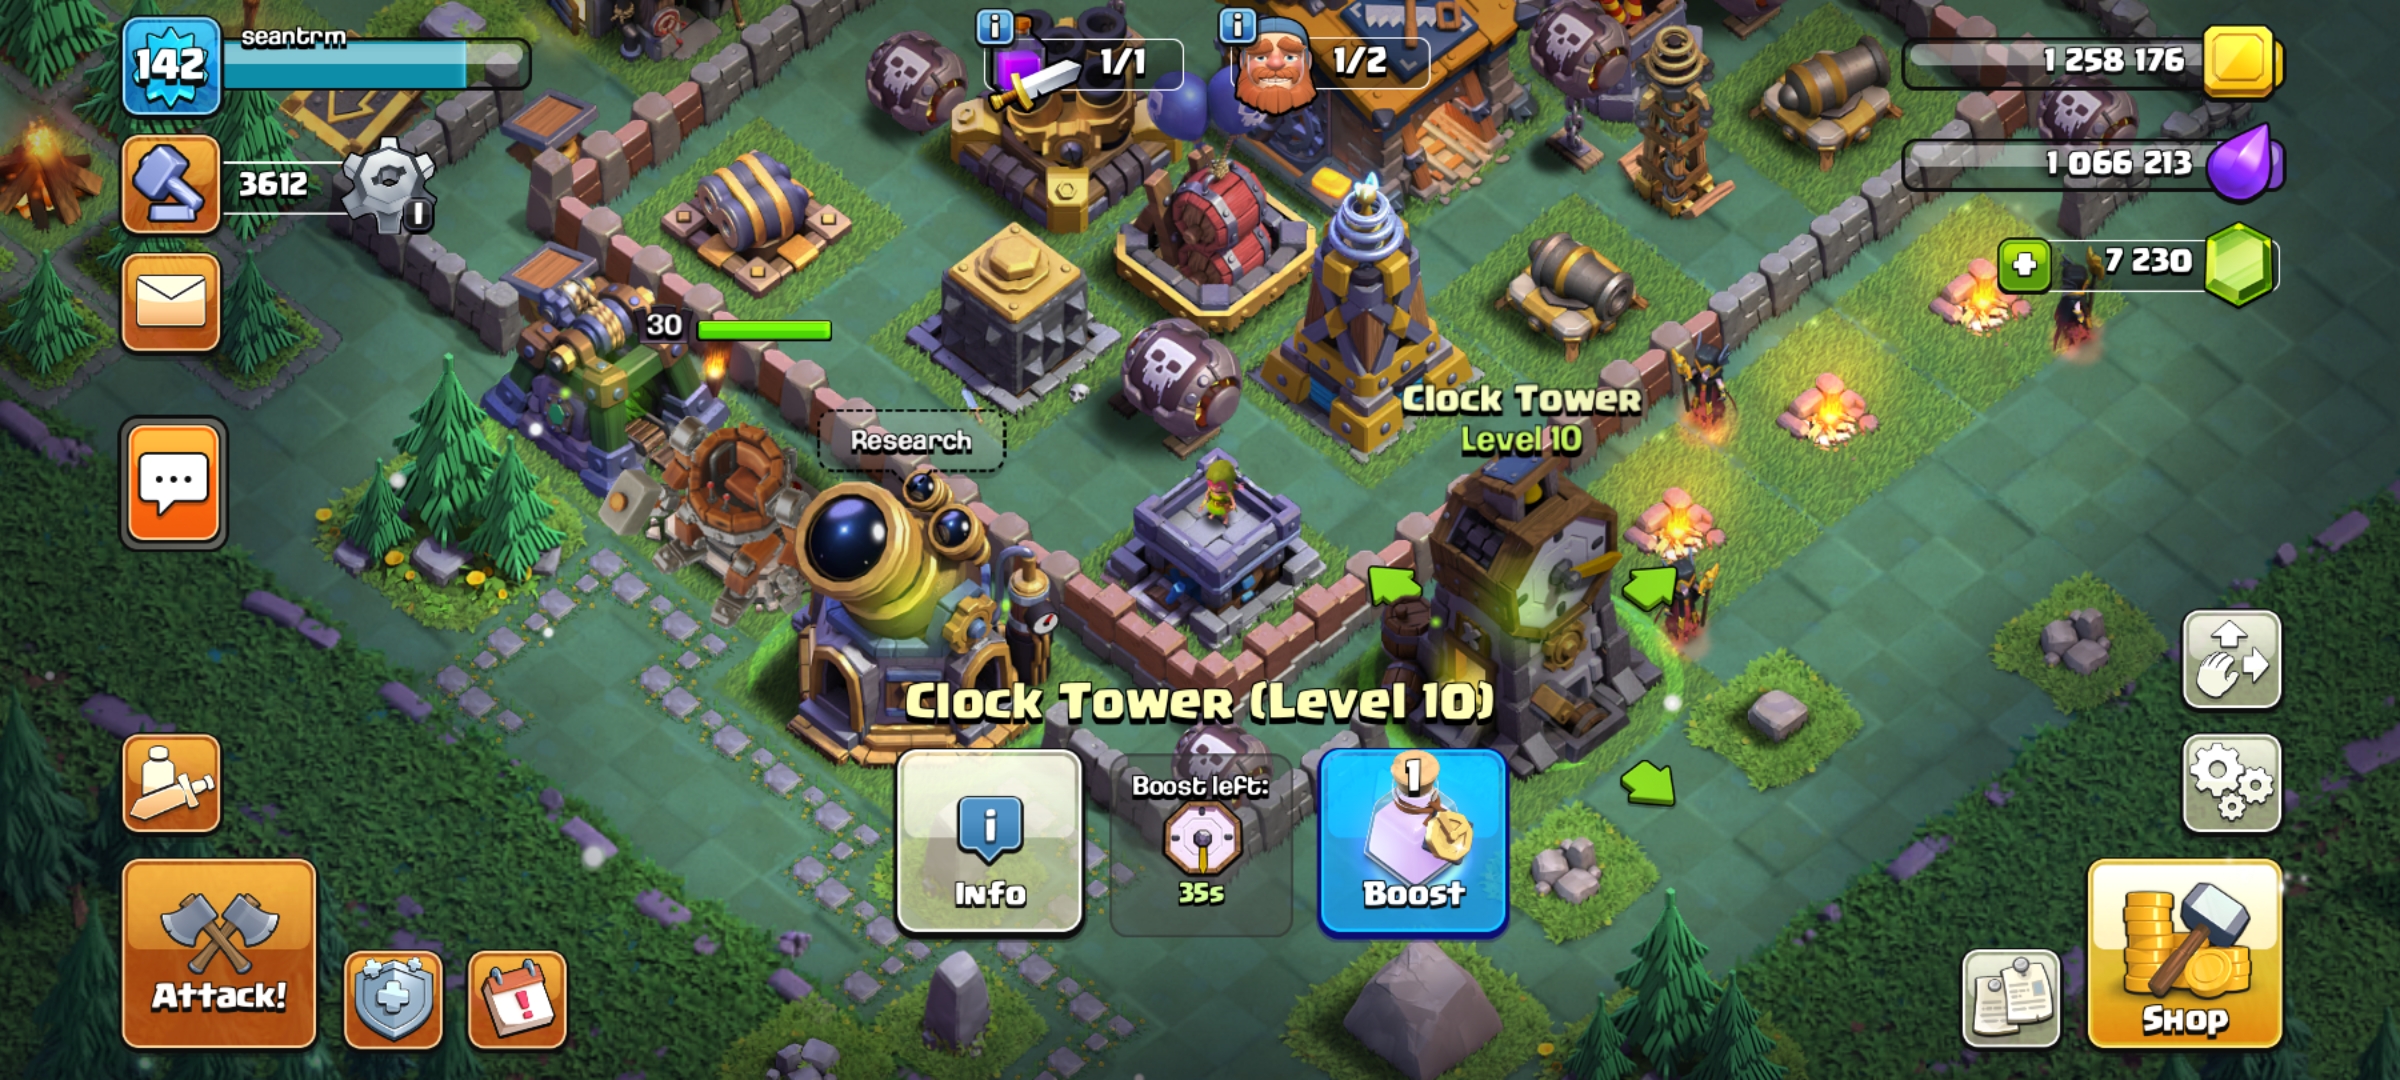 142
seantrm
1/1
1/2
1 258 176
3612
I
1 066 213
7 230
30
Research
Clock Tower
Level 10
Clock Tower (Level 10)
Info
Boost left:
35s
1
Boost
Attack!
Shop